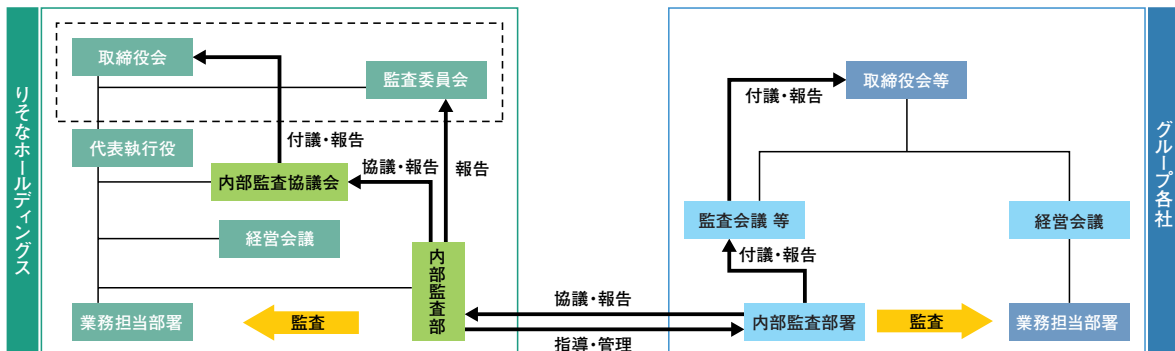 りそなホールディングス
取締役会
監査委員会
代表執行役
付議・報告
協議・報告
報告
内部監査協議会
経営会議
内部監査部
業務担当部署
監査
協議・報告
指導・管理
グループ各社
取締役会等
付議・報告
監査会議 等
経営会議
付議・報告
内部監査部署
監査
業務担当部署